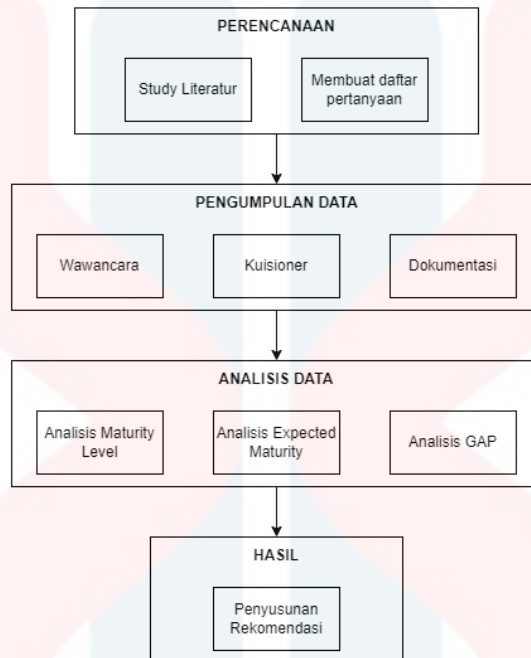 PERENCANAAN
Study Literatur
Membuat daftar
pertanyaan
PENGUMPULAN DATA
Wawancara
Kuisioner
Dokumentasi
ANALISIS DATA
Analisis Maturity
Level
Analisis Expected
Maturity
Analisis GAP
HASIL
Penyusunan
Rekomendasi